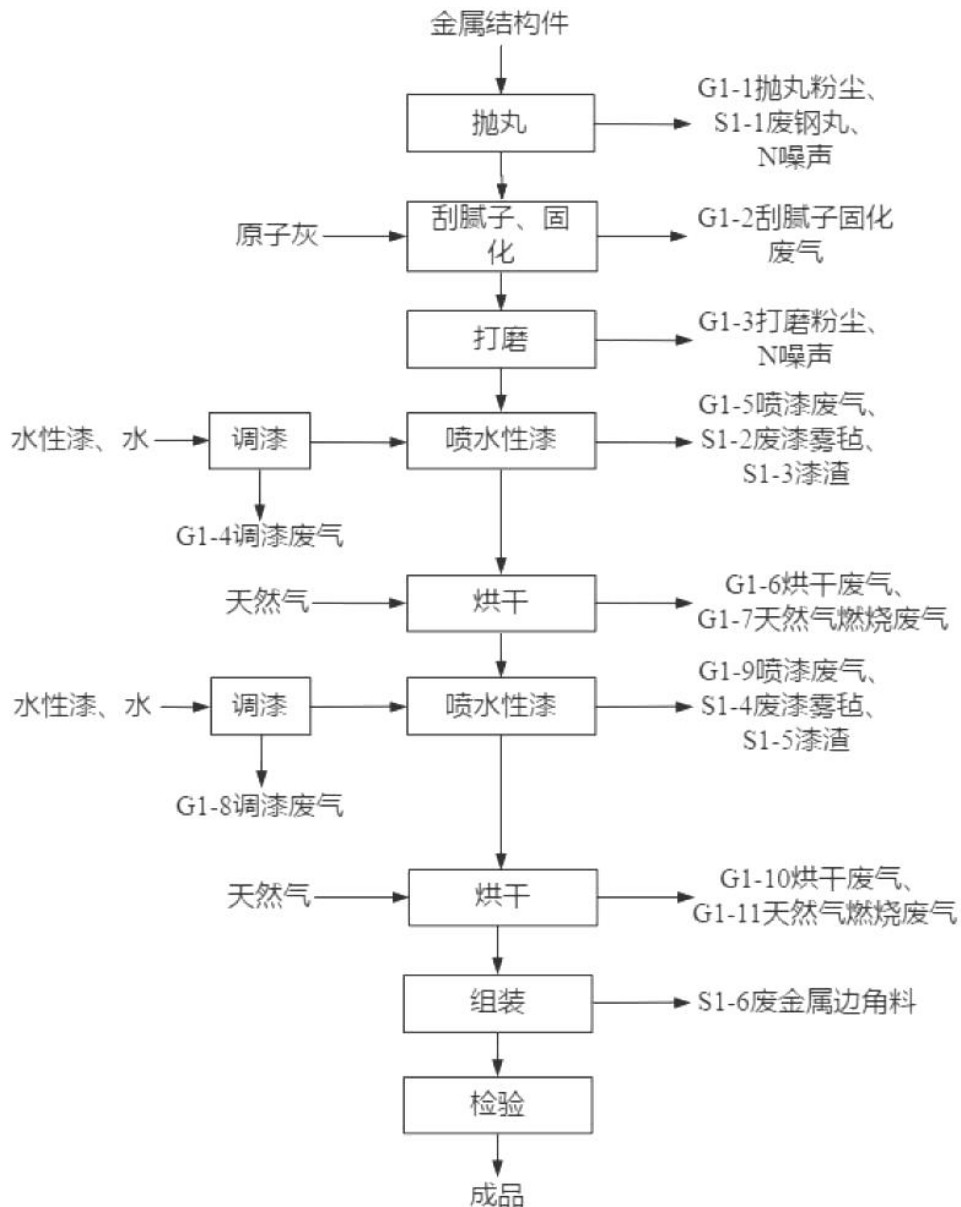 金属结构件
抛丸
G1-1抛丸粉尘、
S1-1废钢丸、
N噪声
原子灰
刮腻子、固
化
G1-2刮腻子固化
废气
打磨
G1-3打磨粉尘、
N噪声
水性漆、水
调漆
喷水性漆
G1-5喷漆废气、
S1-2废漆雾毡、
S1-3漆渣
G1-4调漆废气
天然气
烘干
G1-6烘干废气、
G1-7天然气燃烧废气
水性漆、水
调漆
喷水性漆
G1-9喷漆废气、
S1-4废漆雾毡、
S1-5漆渣
G1-8调漆废气
天然气
烘干
G1-10烘干废气、
G1-11天然气燃烧废气
组装
S1-6废金属边角料
检验
成品